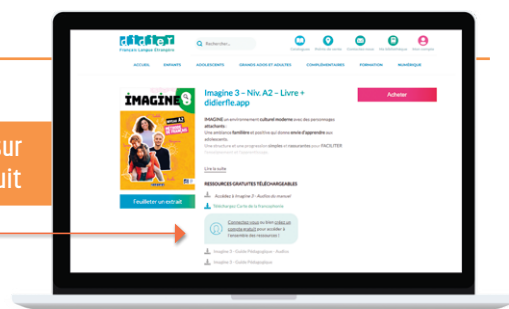 didier
Français Langue Étrangère
Rechercher...
ACCUEIL ENFANTS ADOLESCENTS GRANDS ADOS ET ADULTES COMPLÉMENTAIRES FORMATION NUMÉRIQUE
IMAGINE 3
Imagine 3 – Niv. A2 – Livre +
didierfle.app
Acheter
IMAGINE un environnement culturel moderne avec des personnages
attachants :
Une ambiance familière et positive qui donne envie d'apprendre aux
adolescents.
Une structure et une progression simples et rassurantes pour FACILITER
Lire la suite
RESSOURCES GRATUITES TÉLÉCHARGEABLES
Accédez à Imagine 3 - Audios du manuel
Téléchargez Carte de la francophonie
Connectez-vous ou bien créez un
compte gratuit pour accéder à
l'ensemble des ressources !
Imagine 3 - Guide Pédagogique - Audios
Imagine 3 - Guide Pédagogique
Feuilleter un extrait
sur
uit